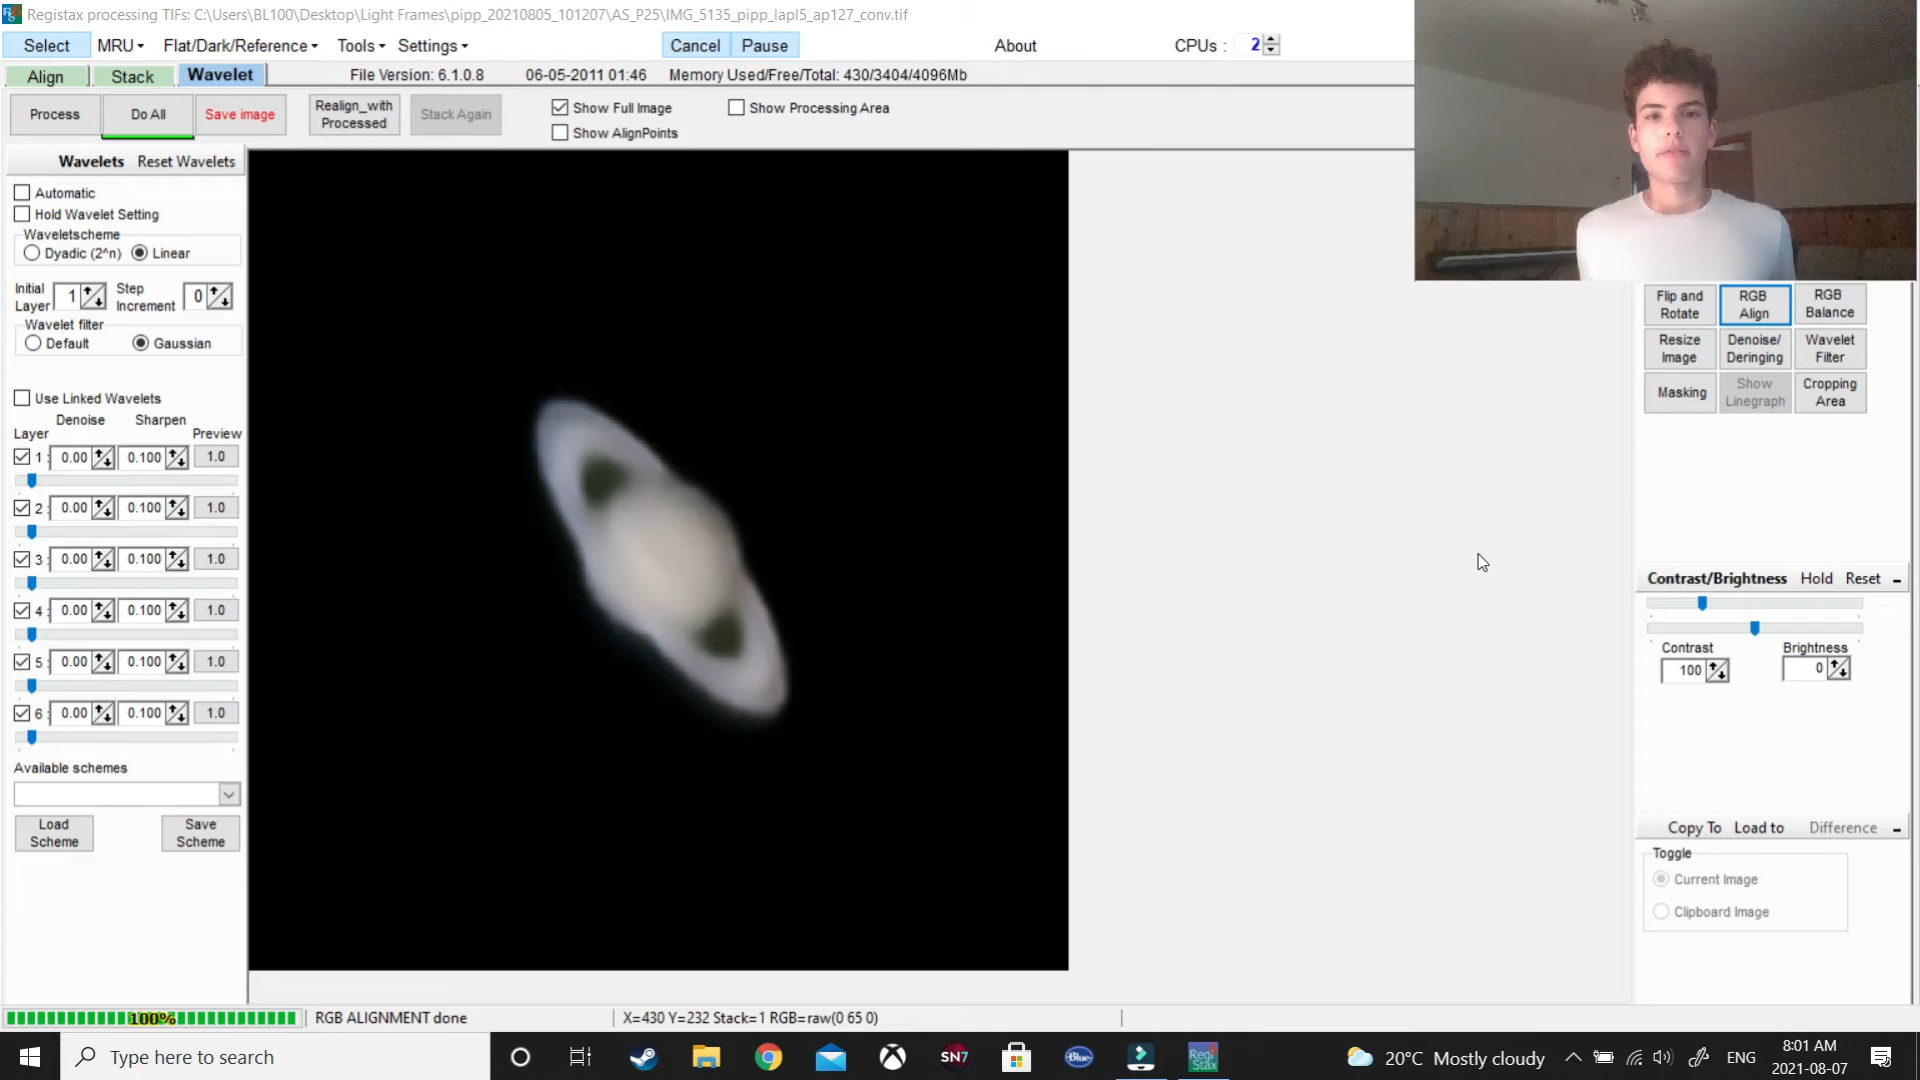 Registax processing TIFs: C:\Users\BL100\Desktop\Light Frames\pipp_20210805_101207\AS_P25\IMG_5135_pipp_lapl5_ap127_conv.tif
Select MRU Flat/Dark/Reference Tools Settings Cancel Pause About CPUs : 2
Align Stack Wavelet File Version: 6.1.0.8 06-05-2011 01:46 Memory Used/Free/Total: 430/3404/4096Mb
Process Do All Save image Realign_with Processed Stack Again
Show Full Image Show Processing Area
Show AlignPoints
Wavelets Reset Wavelets
Automatic
Hold Wavelet Setting
Waveletscheme
Dyadic (2^n) Linear
Initial Layer 1 Step Increment 0
Wavelet filter
Default Gaussian
Use Linked Wavelets
Denoise Sharpen
Layer Preview
1 : 0.00 0.100 1.0
2 : 0.00 0.100 1.0
3 : 0.00 0.100 1.0
4 : 0.00 0.100 1.0
5 : 0.00 0.100 1.0
6 : 0.00 0.100 1.0
Available schemes
Load Scheme Save Scheme
Flip and Rotate RGB Align RGB Balance
Resize Image Denoise/ Deringing Wavelet Filter
Masking Show Linegraph Cropping Area
Contrast/Brightness Hold Reset
Contrast Brightness
100 0
Copy To Load to Difference
Toggle
Current Image
Clipboard Image
100% RGB ALIGNMENT done X=430 Y=232 Stack=1 RGB=raw(0 65 0)
Type here to search SN7 Blue Regi Stax 20°C Mostly cloudy ENG 8:01 AM
2021-08-07